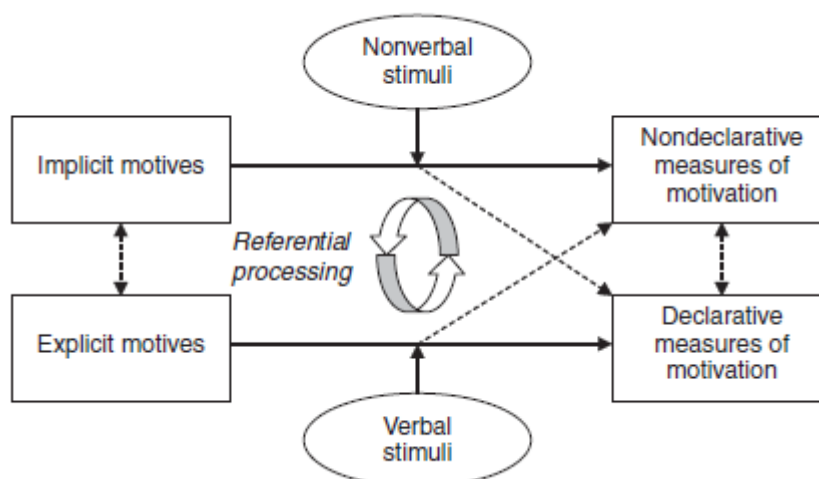 Nonverbal
stimuli
Implicit motives
Nondeclarative
measures of
motivation
Referential
processing
Explicit motives
Declarative
measures of
motivation
Verbal
stimuli